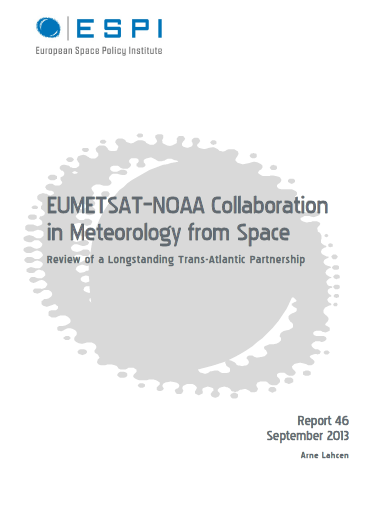 ESPI
European Space Policy Institute
EUMETSAT-NOAA Collaboration
in Meteorology from Space
Review of a Longstanding Trans-Atlantic Partnership
Report 46
September 2013
Arne Lahcen